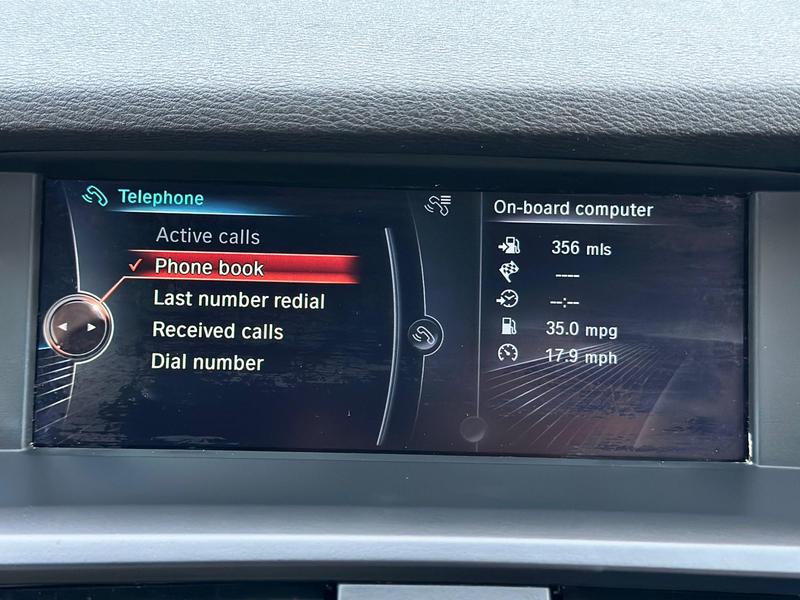 Telephone
Active calls
Phone book
Last number redial
Received calls
Dial number
On-board computer
356 mls
----
--:--
35.0 mpg
17.9 mph